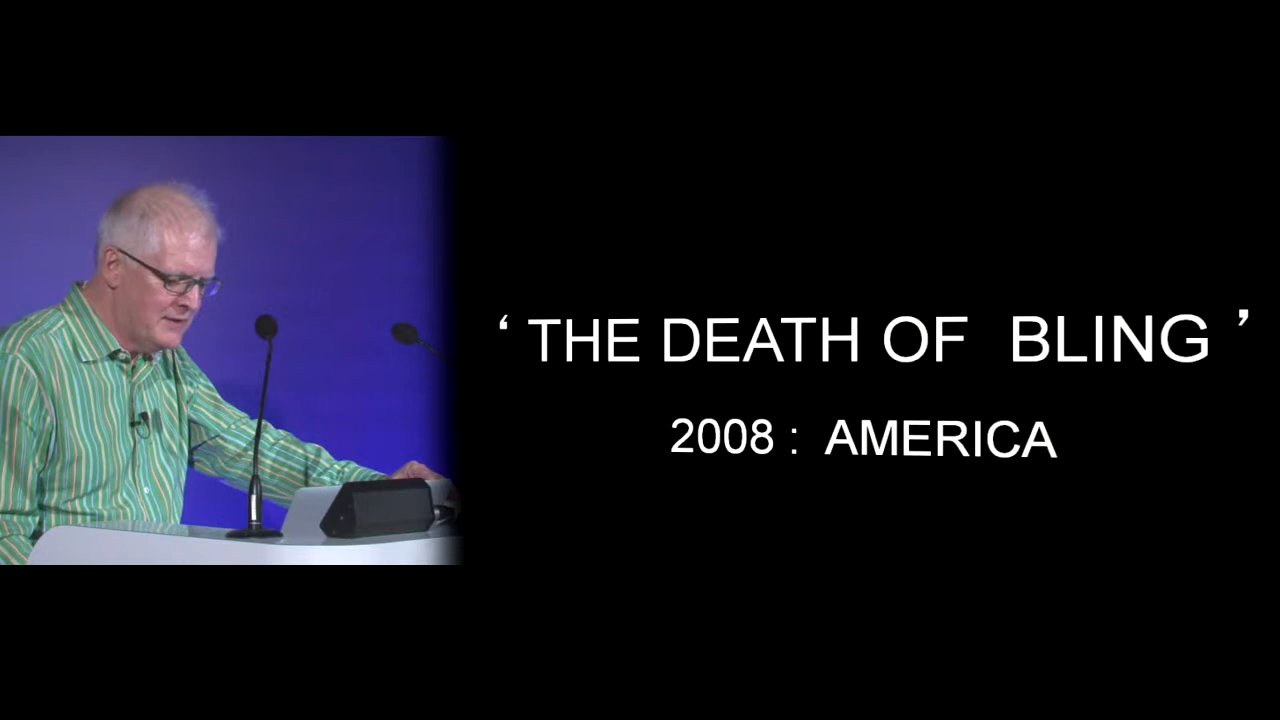 ‘ THE DEATH OF BLING ’
2008 : AMERICA